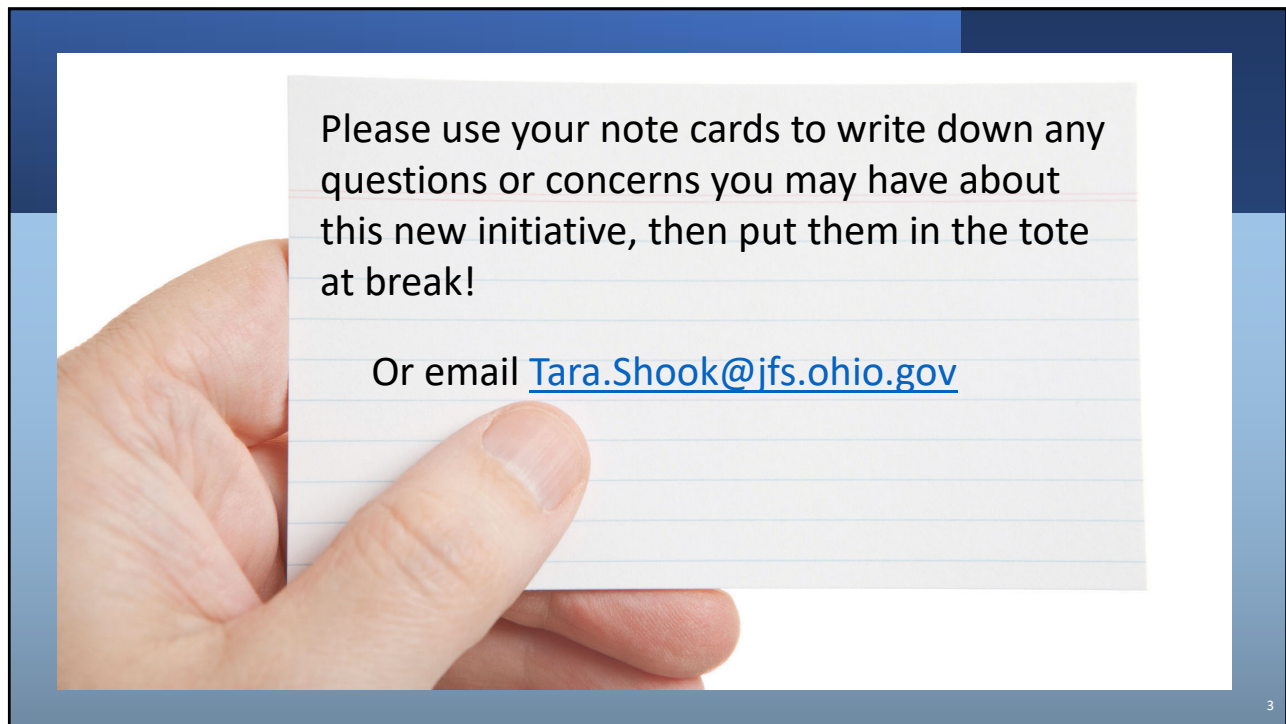 Please use your note cards to write down any
questions or concerns you may have about
this new initiative, then put them in the tote
at break!
Or email Tara.Shook@jfs.ohio.gov
3